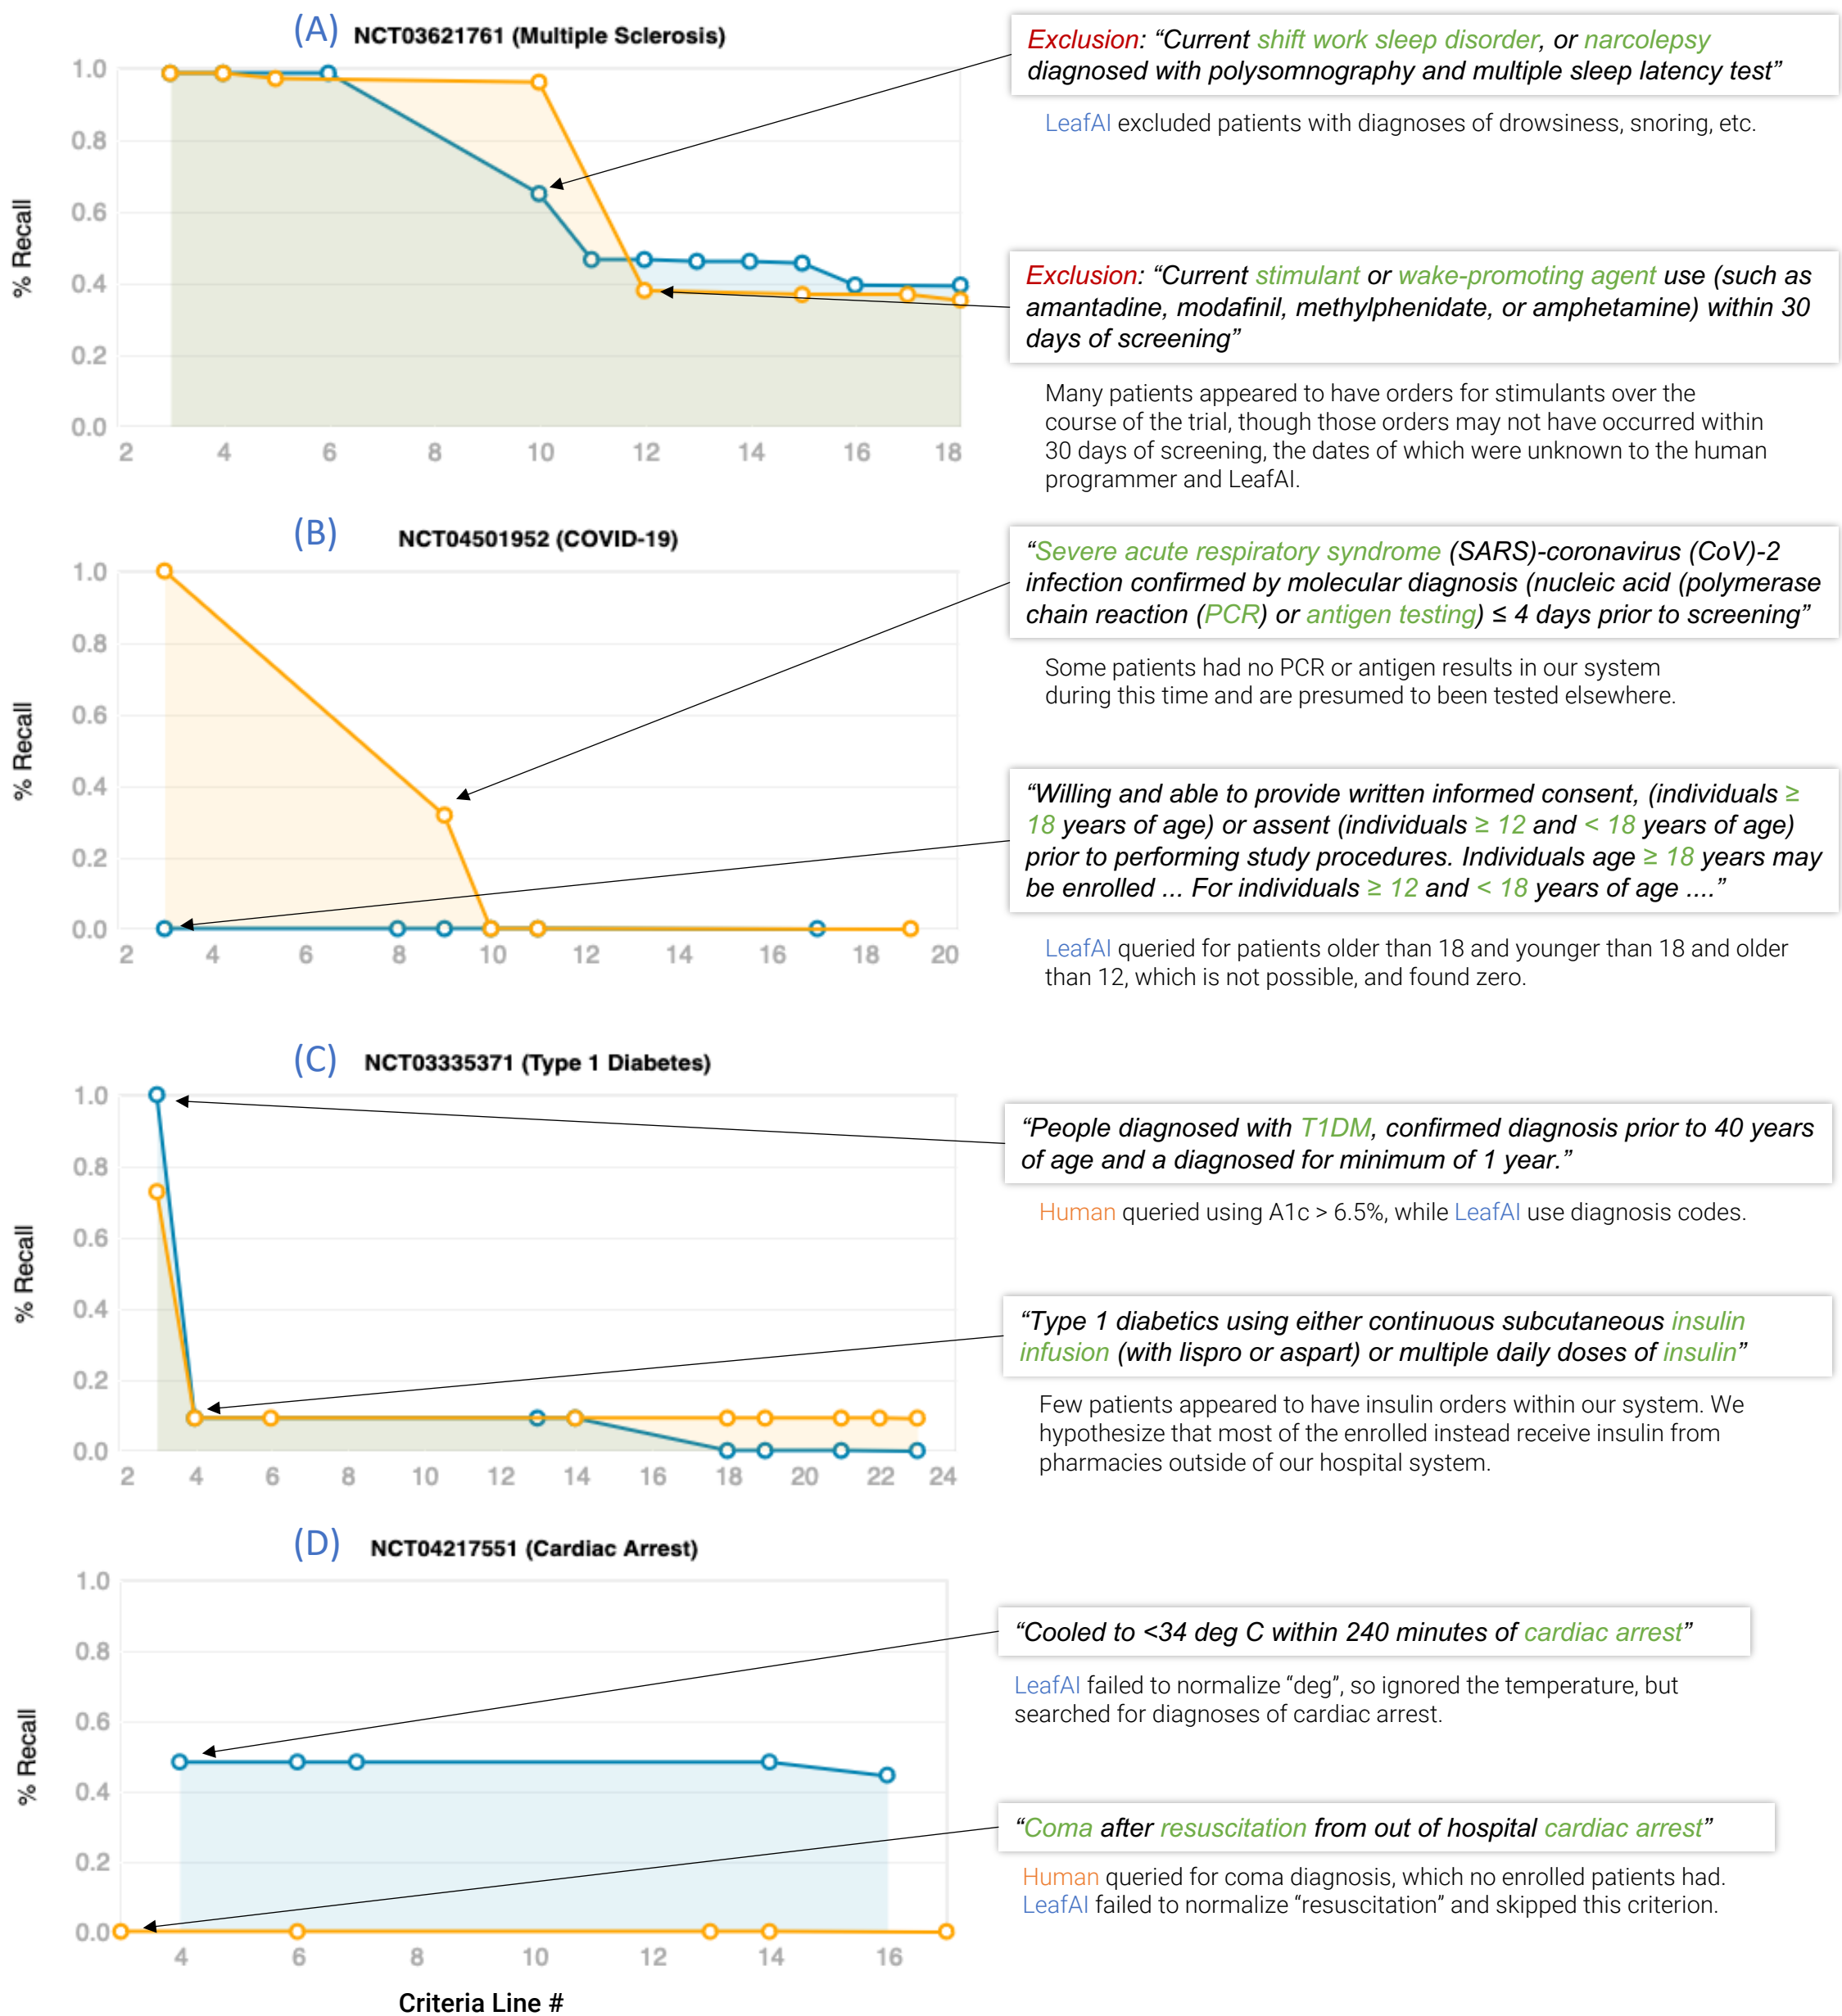 (A) NCT03621761 (Multiple Sclerosis)
% Recall
1.0
0.8
0.6
0.4
0.2
0.0
2 4 6 8 10 12 14 16 18
Exclusion: “Current shift work sleep disorder, or narcolepsy
diagnosed with polysomnography and multiple sleep latency test”
LeafAI excluded patients with diagnoses of drowsiness, snoring, etc.
Exclusion: “Current stimulant or wake-promoting agent use (such as
amantadine, modafinil, methylphenidate, or amphetamine) within 30
days of screening”
Many patients appeared to have orders for stimulants over the
course of the trial, though those orders may not have occurred within
30 days of screening, the dates of which were unknown to the human
programmer and LeafAI.
(B) NCT04501952 (COVID-19)
% Recall
1.0
0.8
0.6
0.4
0.2
0.0
2 4 6 8 10 12 14 16 18 20
“Severe acute respiratory syndrome (SARS)-coronavirus (CoV)-2
infection confirmed by molecular diagnosis (nucleic acid (polymerase
chain reaction (PCR) or antigen testing) ≤ 4 days prior to screening”
Some patients had no PCR or antigen results in our system
during this time and are presumed to been tested elsewhere.
“Willing and able to provide written informed consent, (individuals ≥
18 years of age) or assent (individuals ≥ 12 and < 18 years of age)
prior to performing study procedures. Individuals age ≥ 18 years may
be enrolled ... For individuals ≥ 12 and < 18 years of age ....”
LeafAI queried for patients older than 18 and younger than 18 and older
than 12, which is not possible, and found zero.
(C) NCT03335371 (Type 1 Diabetes)
% Recall
1.0
0.8
0.6
0.4
0.2
0.0
2 4 6 8 10 12 14 16 18 20 22 24
“People diagnosed with T1DM, confirmed diagnosis prior to 40 years
of age and a diagnosed for minimum of 1 year.”
Human queried using A1c > 6.5%, while LeafAI use diagnosis codes.
“Type 1 diabetics using either continuous subcutaneous insulin
infusion (with lispro or aspart) or multiple daily doses of insulin”
Few patients appeared to have insulin orders within our system. We
hypothesize that most of the enrolled instead receive insulin from
pharmacies outside of our hospital system.
(D) NCT04217551 (Cardiac Arrest)
% Recall
1.0
0.8
0.6
0.4
0.2
0.0
4 6 8 10 12 14 16
Criteria Line #
“Cooled to <34 deg C within 240 minutes of cardiac arrest”
LeafAI failed to normalize “deg”, so ignored the temperature, but
searched for diagnoses of cardiac arrest.
“Coma after resuscitation from out of hospital cardiac arrest”
Human queried for coma diagnosis, which no enrolled patients had.
LeafAI failed to normalize “resuscitation” and skipped this criterion.